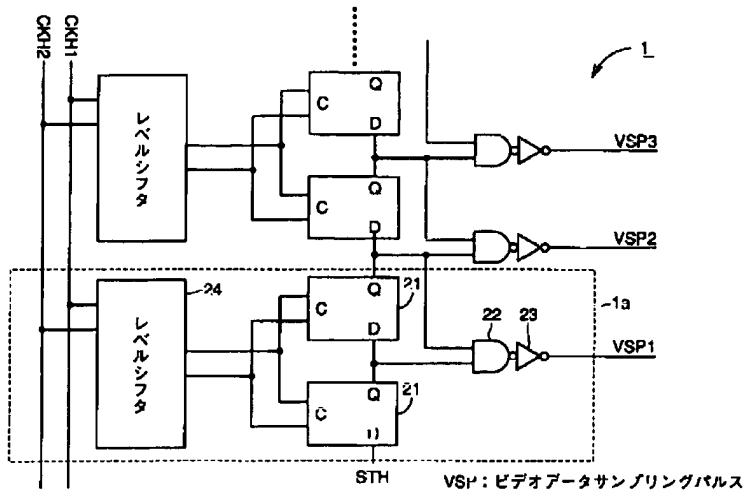 CKH2
CKH1
1
レベルシフタ
C
Q
D
C
Q
D
VSP3
VSP2
24
レベルシフタ
C
Q
D
21
C
Q
D
21
22
23
1a
VSP1
STH
VSP：ビデオデータサンプリングパルス